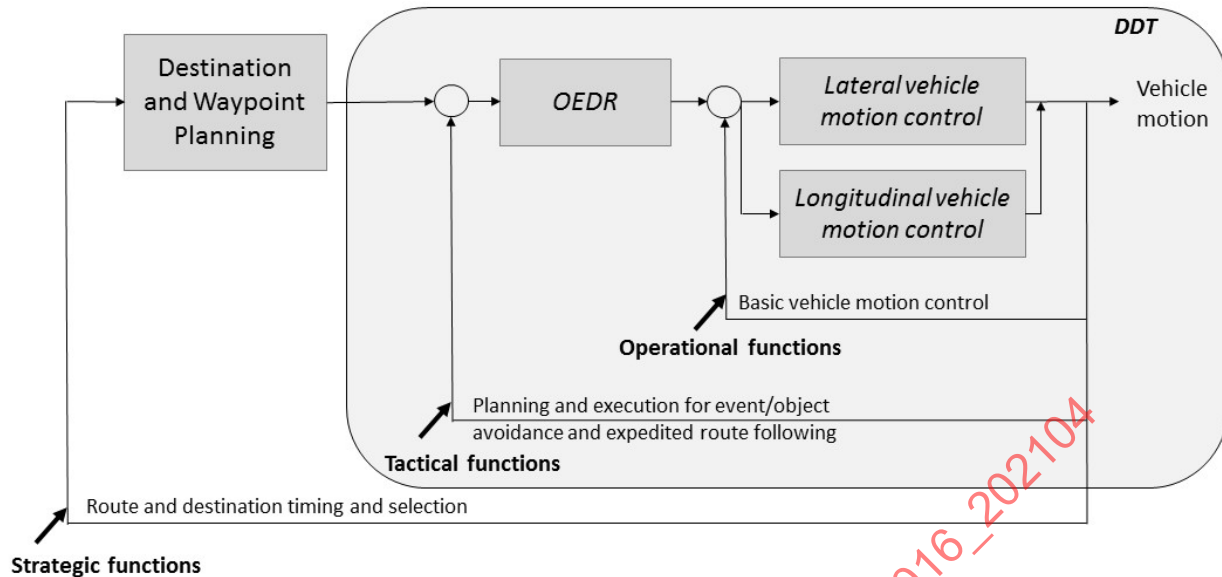 DDT
Destination
and Waypoint
Planning
OEDR
Lateral vehicle
motion control
Vehicle
motion
Longitudinal vehicle
motion control
Basic vehicle motion control
Operational functions
Planning and execution for event/object
avoidance and expedited route following
Tactical functions
Route and destination timing and selection
Strategic functions
016_202104